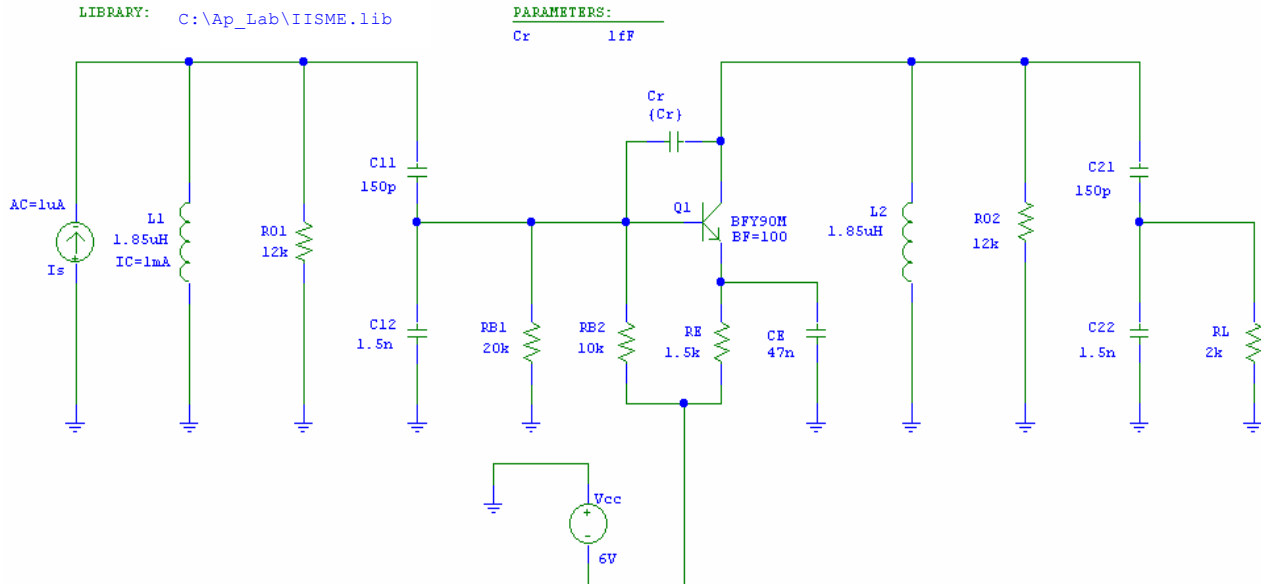 LIBRARY: C:\Ap_Lab\IISME.lib
PARAMETERS:
Cr 1fF
Cr
{Cr}
C11
150p
C21
150p
AC=1uA
Is
L1
1.85uH
IC=1mA
RO1
12k
Q1
BFY90M
BF=100
L2
1.85uH
RO2
12k
C12
1.5n
RB1
20k
RB2
10k
RE
1.5k
CE
47n
C22
1.5n
RL
2k
Vcc
6V